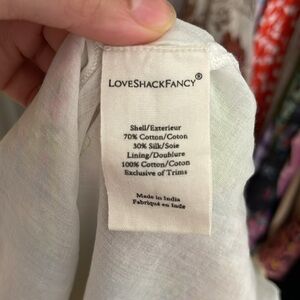 LoveShackFancy®
Shell/Exterieur
70% Cotton/Coton
30% Silk/Soie
Lining/Doublure
100% Cotton/Coton
Exclusive of Trims
Made in India
Fabriqué en Inde